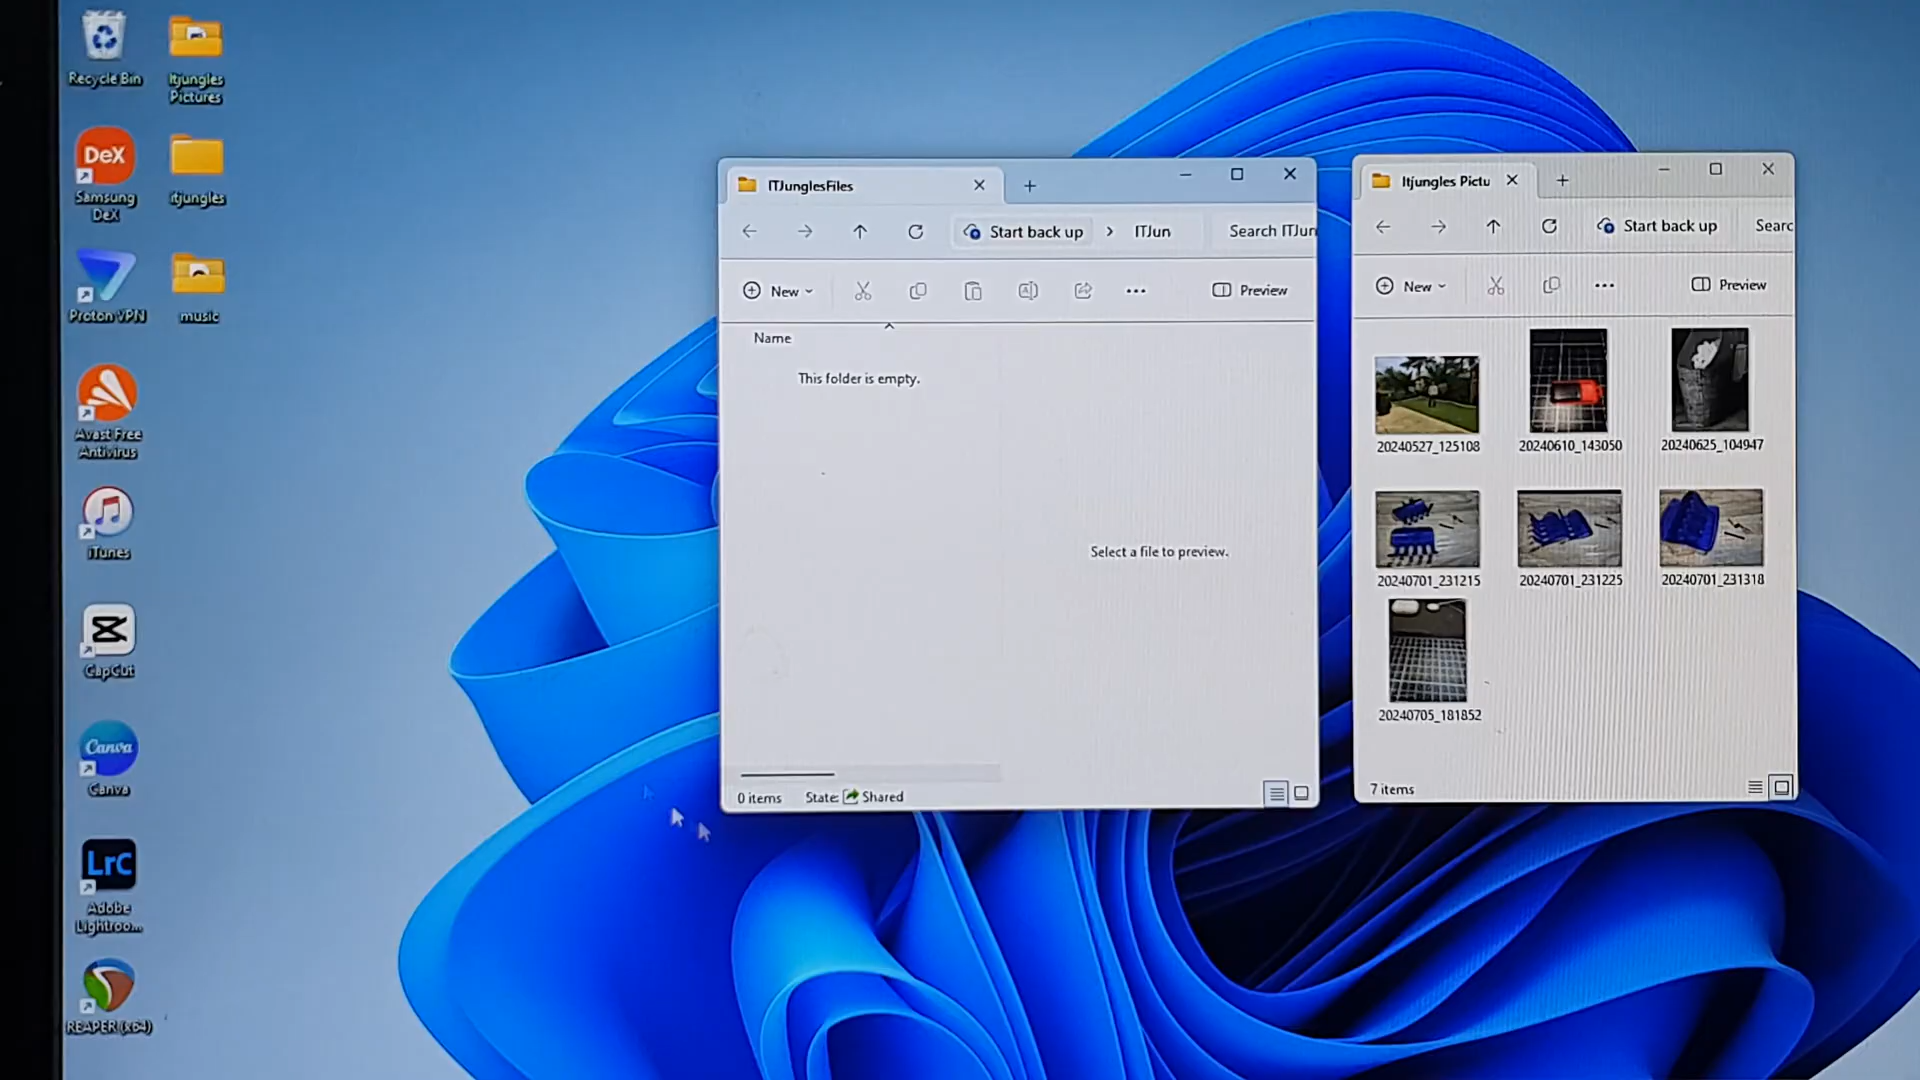 Recycle Bin
Itjungles
Pictures
DeX
Samsung
DeX
itjungles
Proton VPN
music
Avast Free
Antivirus
iTunes
CapCut
Canva
Canva
LrC
Adobe
Lightroo...
REAPER (x64)
ITJunglesFiles
Start back up
ITJun
Search ITJun
New
Preview
Name
This folder is empty.
Select a file to preview.
0 items
State:
Shared
Itjungles Pictu
Start back up
Searc
New
Preview
20240527_125108
20240610_143050
20240625_104947
20240701_231215
20240701_231225
20240701_231318
20240705_181852
7 items